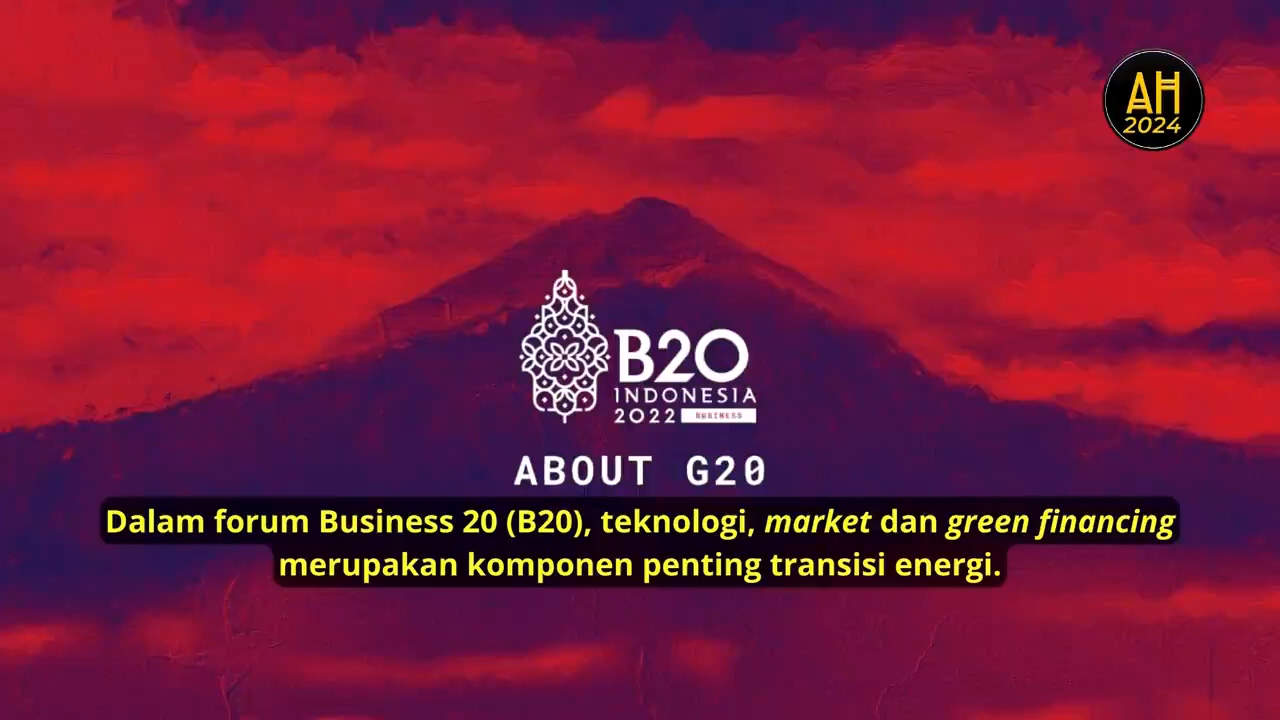 AH
2024
B20
INDONESIA
2022 BUSINESS
ABOUT G20
Dalam forum Business 20 (B20), teknologi, market dan green financing
merupakan komponen penting transisi energi.